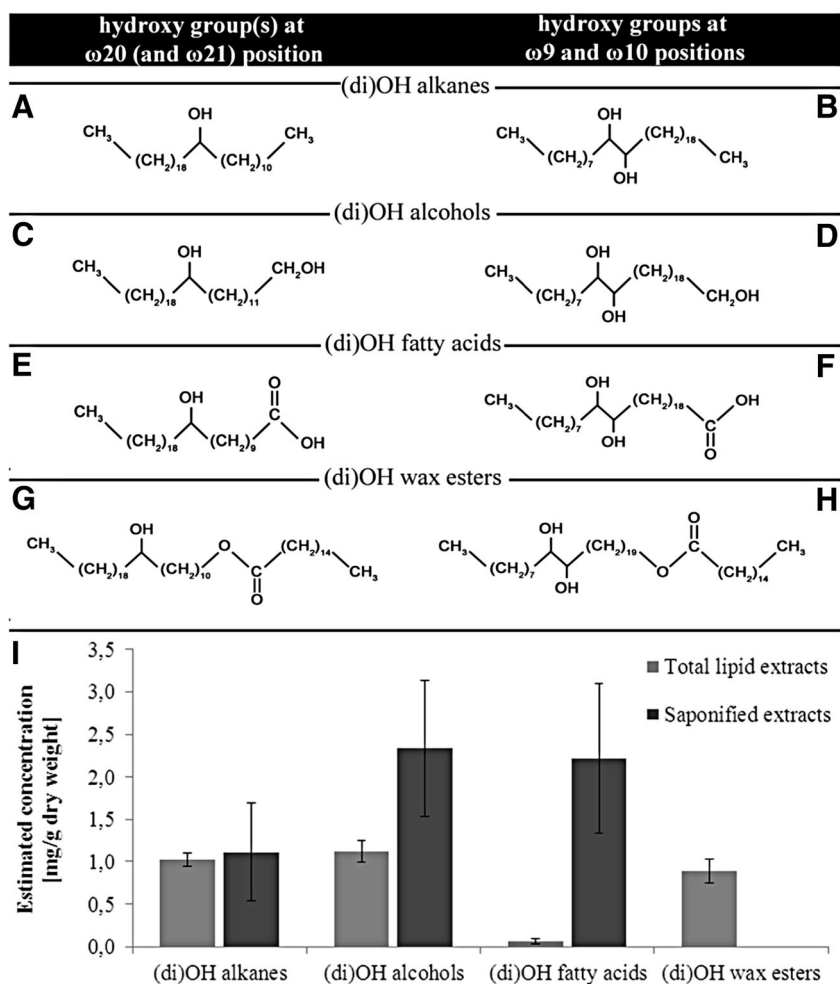 hydroxy group(s) at
ω20 (and ω21) position
hydroxy groups at
ω9 and ω10 positions
(di)OH alkanes
A
OH
CH3
CH3
(CH2)18
(CH2)10
B
OH
CH3
(CH2)18
(CH2)7
CH3
OH
(di)OH alcohols
C
OH
CH3
CH2OH
(CH2)18
(CH2)11
D
OH
CH3
(CH2)18
(CH2)7
CH2OH
OH
(di)OH fatty acids
E
O
OH
C
CH3
(CH2)18
(CH2)9
OH
F
OH
CH3
(CH2)18
OH
(CH2)7
C
OH
O
(di)OH wax esters
G
OH
CH3
O
(CH2)14
(CH2)18
(CH2)10
C
CH3
O
H
O
OH
CH3
(CH2)19
C
CH3
(CH2)7
O
(CH2)14
OH
I
Estimated concentration
[mg/g dry weight]
3,5
3,0
2,5
2,0
1,5
1,0
0,5
0,0
Total lipid extracts
Saponified extracts
(di)OH alkanes
(di)OH alcohols
(di)OH fatty acids
(di)OH wax esters